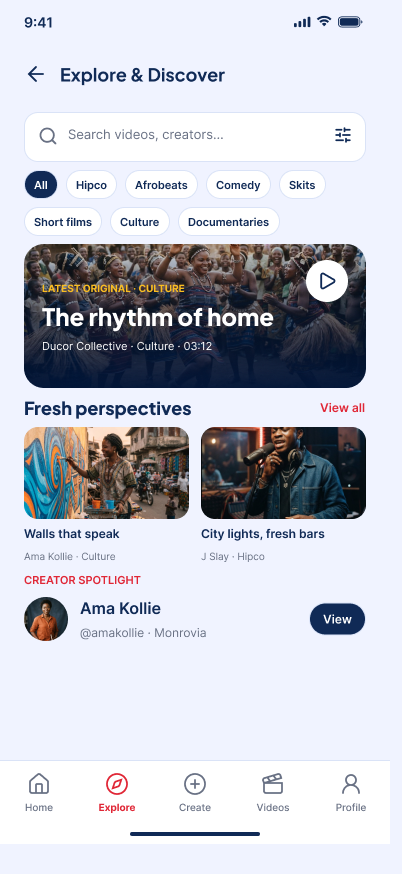 9:41
Explore & Discover
Search videos, creators...
All Hipco Afrobeats Comedy Skits
Short films Culture Documentaries
LATEST ORIGINAL · CULTURE
The rhythm of home
Ducor Collective · Culture · 03:12
Fresh perspectives View all
Walls that speak City lights, fresh bars
Ama Kollie · Culture J Slay · Hipco
CREATOR SPOTLIGHT
Ama Kollie
@amakollie · Monrovia
View
Home Explore Create Videos Profile